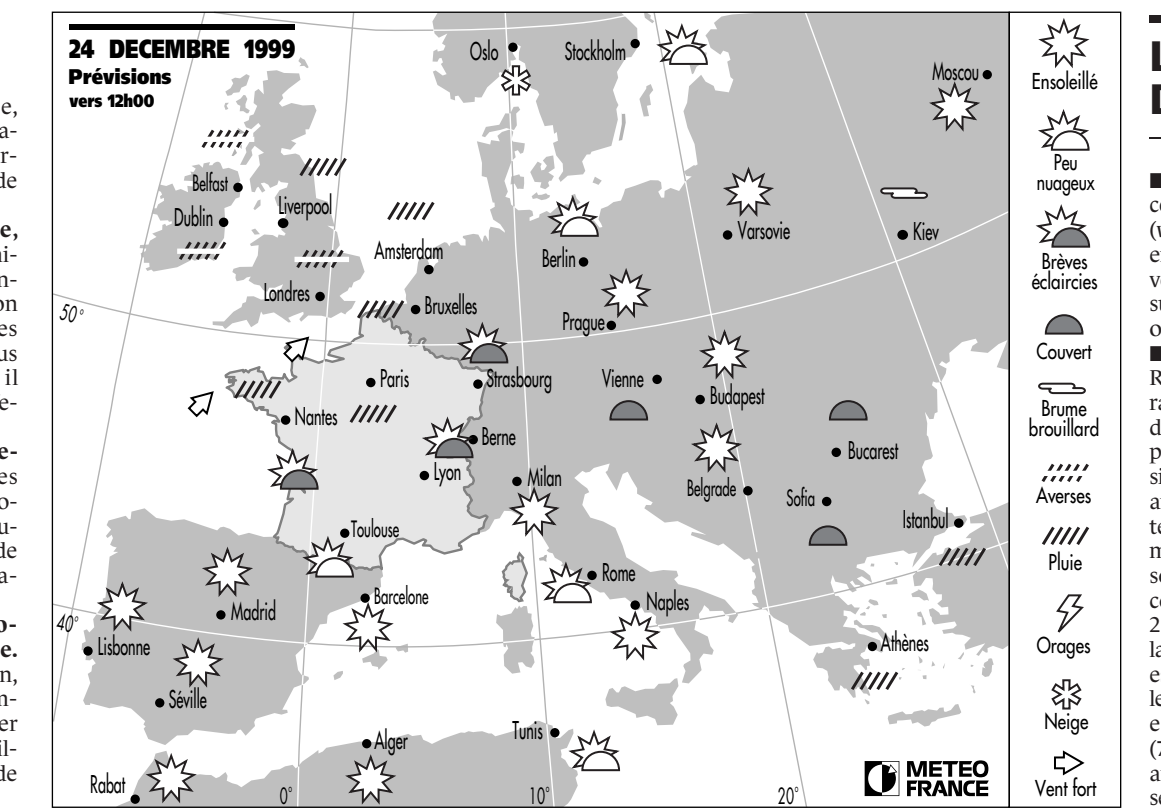 24 DECEMBRE 1999
Prévisions
vers 12h00
Oslo
Stockholm
Moscou
Belfast
Dublin
Liverpool
Amsterdam
Varsovie
Kiev
Berlin
Londres
Bruxelles
50°
Prague
Paris
Strasbourg
Vienne
Budapest
Nantes
Berne
Bucarest
Lyon
Milan
Belgrade
Sofia
Istanbul
Toulouse
Rome
Barcelone
Naples
Madrid
40°
Lisbonne
Athènes
Séville
Tunis
Alger
Rabat
0°
10°
20°
METEO
FRANCE
Ensoleillé
Peu
nuageux
Brèves
éclaircies
Couvert
Brume
brouillard
Averses
Pluie
Orages
Neige
Vent fort